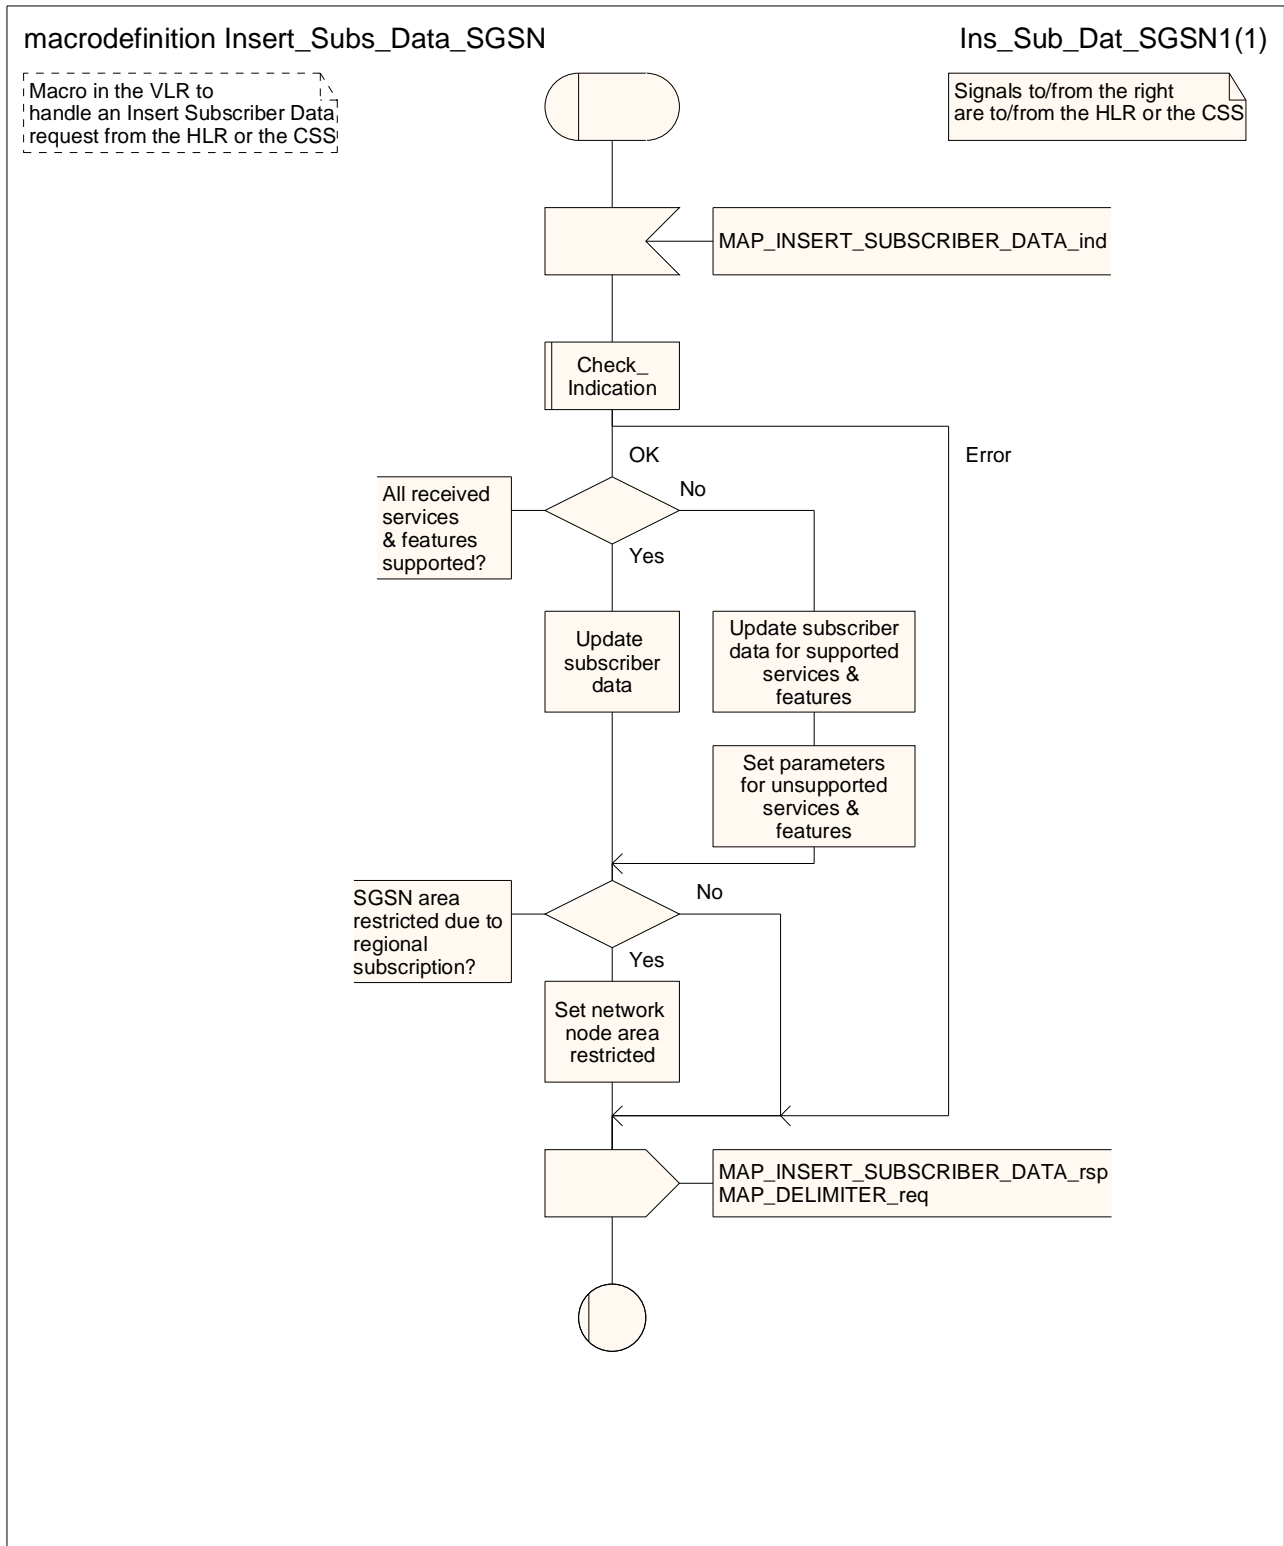 macrodefinition Insert_Subs_Data_SGSN
Ins_Sub_Dat_SGSN1(1)
Macro in the VLR to
handle an Insert Subscriber Data
request from the HLR or the CSS
Signals to/from the right
are to/from the HLR or the CSS
MAP_INSERT_SUBSCRIBER_DATA_ind
Check_
Indication
OK
Error
All received
services
& features
supported?
No
Yes
Update
subscriber
data
Update subscriber
data for supported
services &
features
Set parameters
for unsupported
services &
features
SGSN area
restricted due to
regional
subscription?
No
Yes
Set network
node area
restricted
MAP_INSERT_SUBSCRIBER_DATA_rsp
MAP_DELIMITER_req